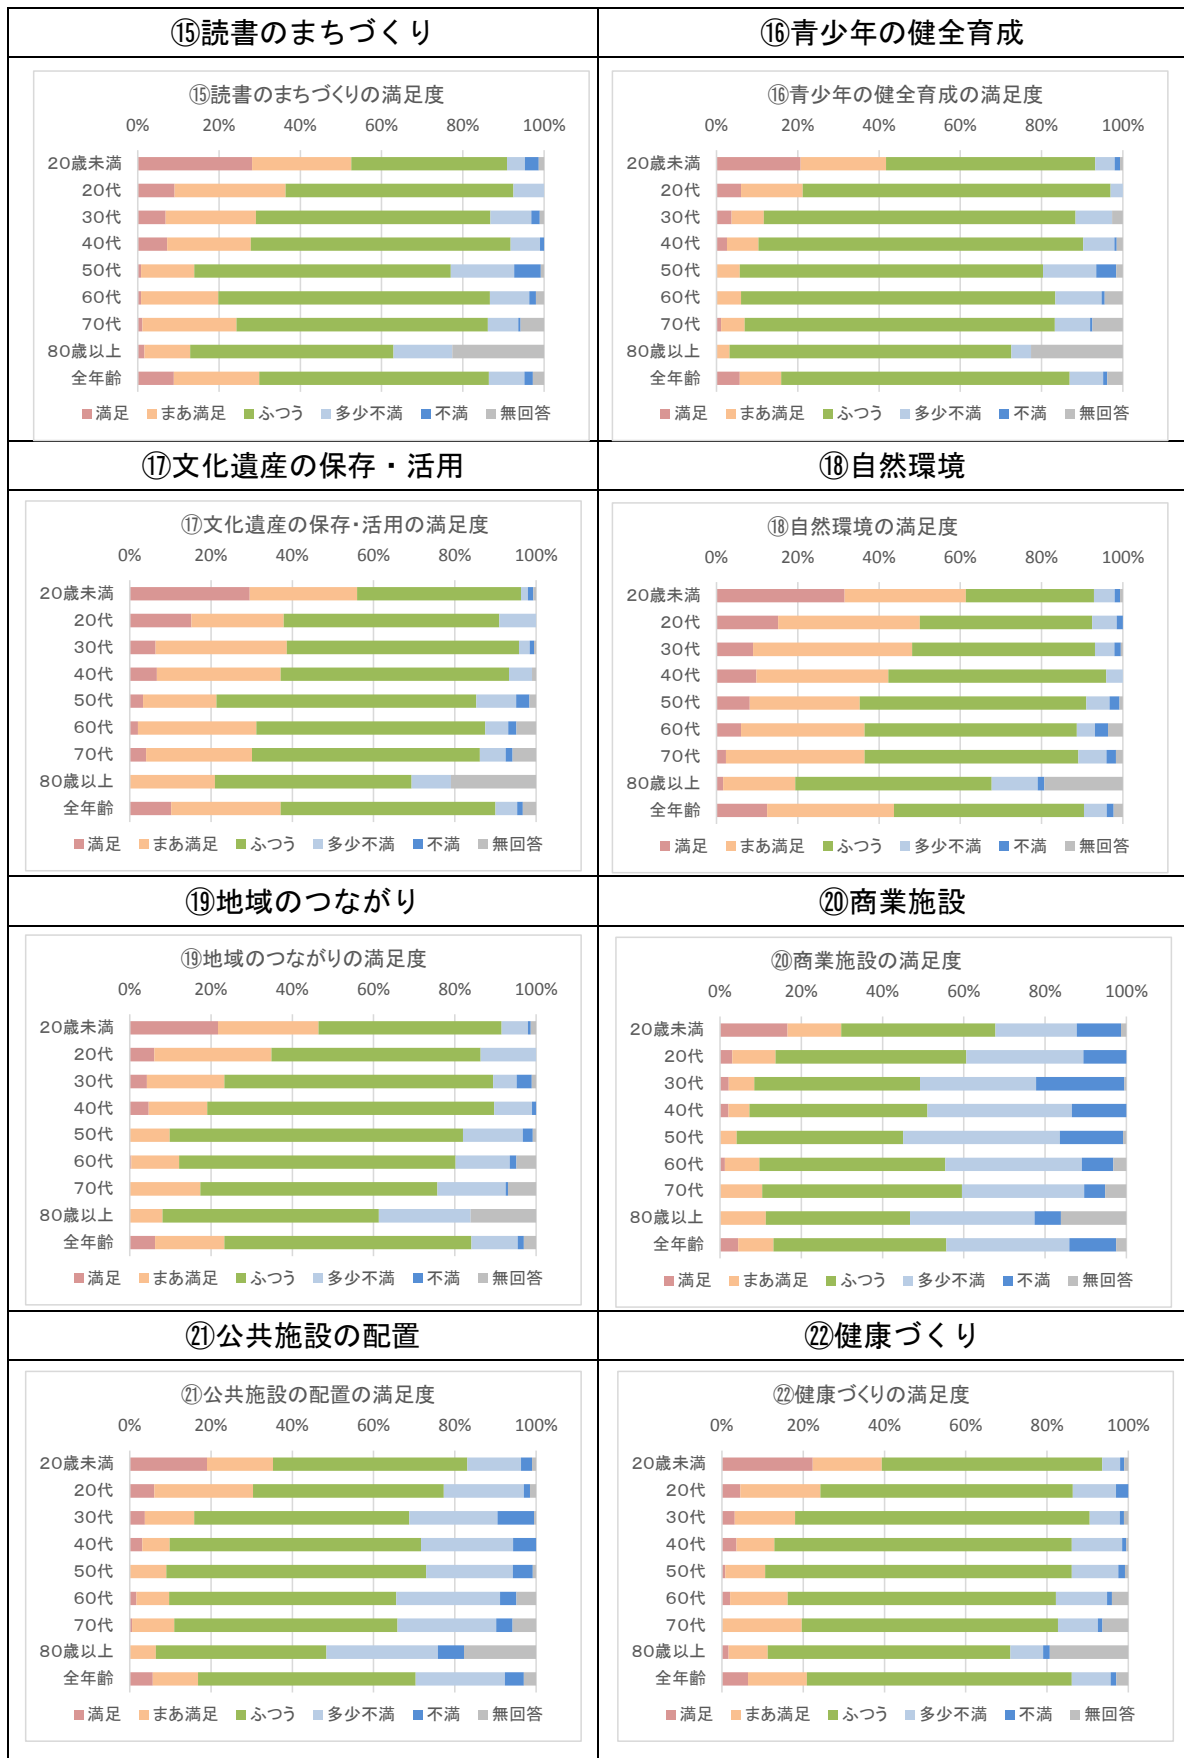 ⑮読書のまちづくり
⑮読書のまちづくりの満足度
0% 20% 40% 60% 80% 100%
20歳未満
20代
30代
40代
50代
60代
70代
80歳以上
全年齢
満足 まあ満足 ふつう 多少不満 不満 無回答
⑯青少年の健全育成
⑯青少年の健全育成の満足度
0% 20% 40% 60% 80% 100%
20歳未満
20代
30代
40代
50代
60代
70代
80歳以上
全年齢
満足 まあ満足 ふつう 多少不満 不満 無回答
⑰文化遺産の保存・活用
⑰文化遺産の保存・活用の満足度
0% 20% 40% 60% 80% 100%
20歳未満
20代
30代
40代
50代
60代
70代
80歳以上
全年齢
満足 まあ満足 ふつう 多少不満 不満 無回答
⑱自然環境
⑱自然環境の満足度
0% 20% 40% 60% 80% 100%
20歳未満
20代
30代
40代
50代
60代
70代
80歳以上
全年齢
満足 まあ満足 ふつう 多少不満 不満 無回答
⑲地域のつながり
⑲地域のつながりの満足度
0% 20% 40% 60% 80% 100%
20歳未満
20代
30代
40代
50代
60代
70代
80歳以上
全年齢
満足 まあ満足 ふつう 多少不満 不満 無回答
⑳商業施設
⑳商業施設の満足度
0% 20% 40% 60% 80% 100%
20歳未満
20代
30代
40代
50代
60代
70代
80歳以上
全年齢
満足 まあ満足 ふつう 多少不満 不満 無回答
㉑公共施設の配置
㉑公共施設の配置の満足度
0% 20% 40% 60% 80% 100%
20歳未満
20代
30代
40代
50代
60代
70代
80歳以上
全年齢
満足 まあ満足 ふつう 多少不満 不満 無回答
㉒健康づくり
㉒健康づくりの満足度
0% 20% 40% 60% 80% 100%
20歳未満
20代
30代
40代
50代
60代
70代
80歳以上
全年齢
満足 まあ満足 ふつう 多少不満 不満 無回答